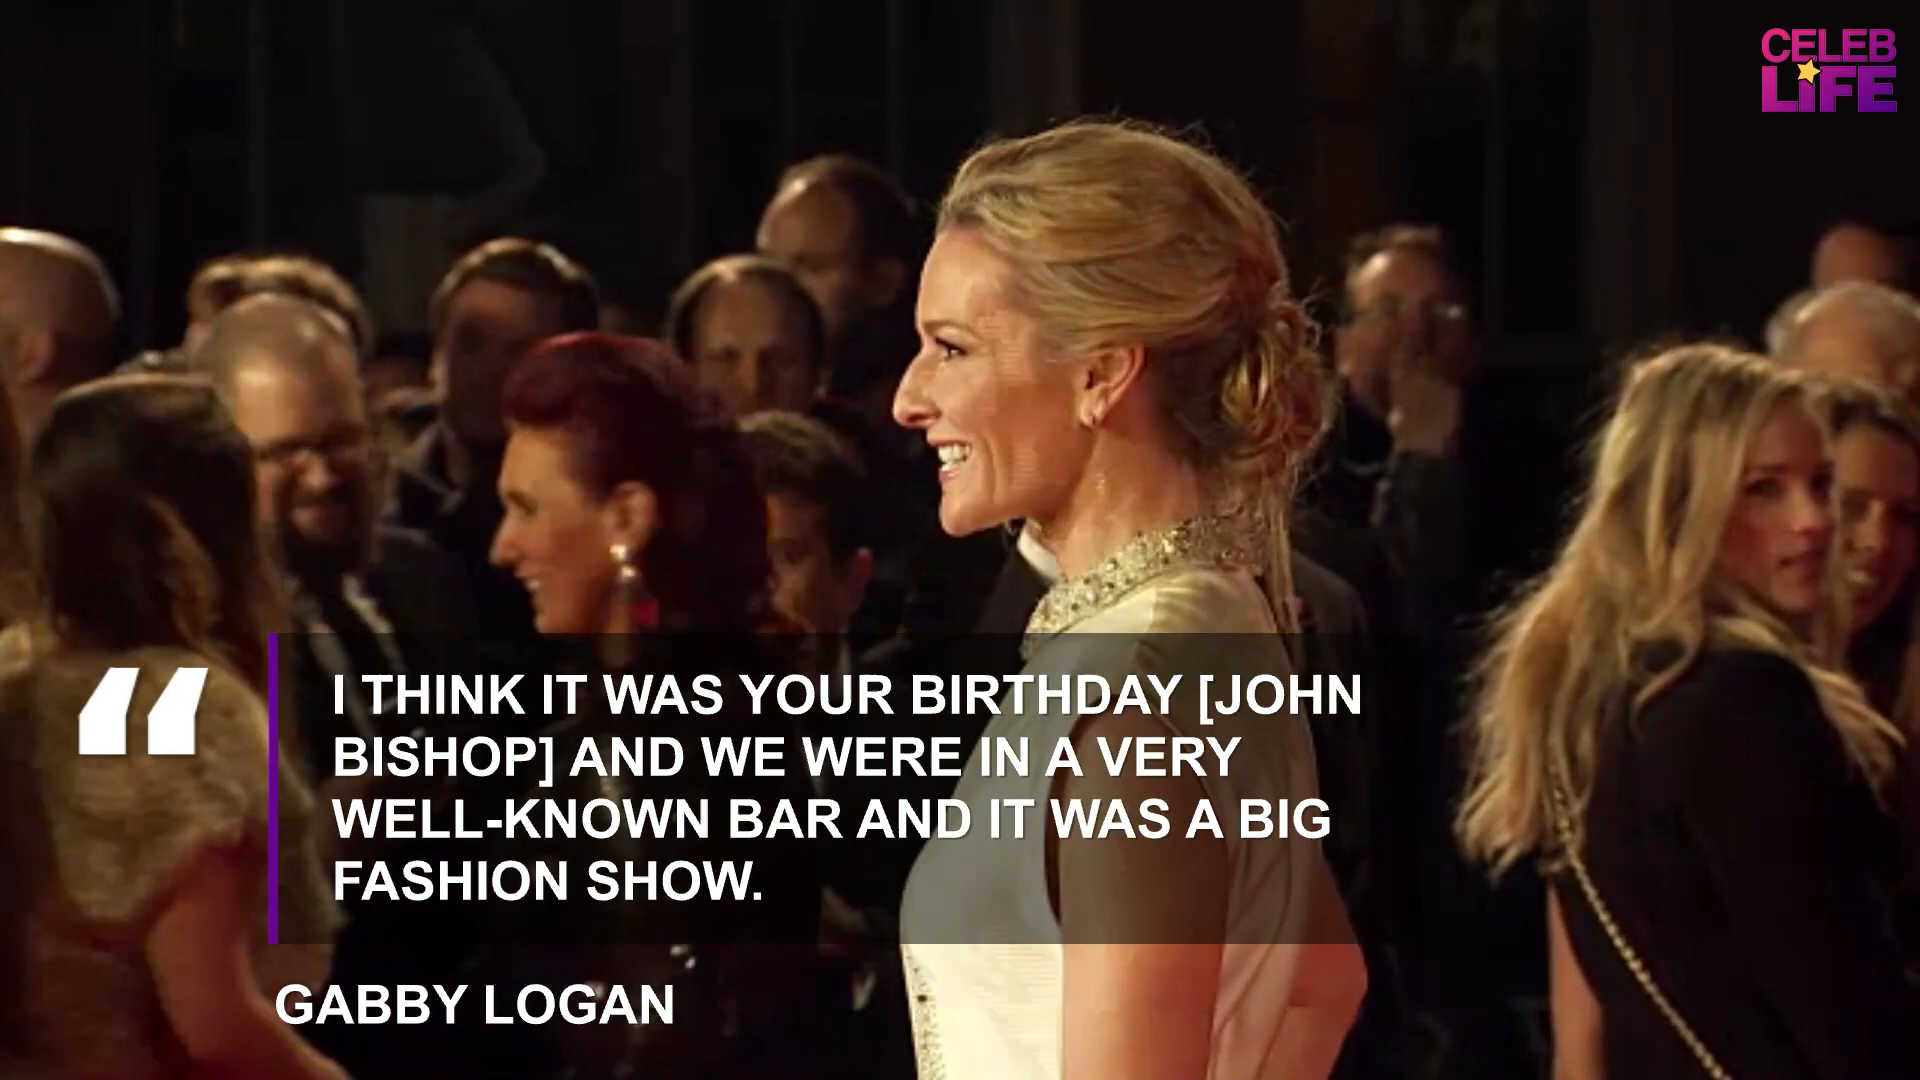 CELEB
LIFE
“
I THINK IT WAS YOUR BIRTHDAY [JOHN
BISHOP] AND WE WERE IN A VERY
WELL-KNOWN BAR AND IT WAS A BIG
FASHION SHOW.
GABBY LOGAN